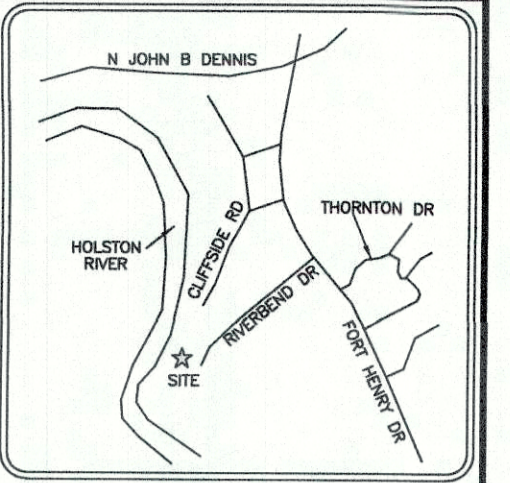 N JOHN B DENNIS
THORNTON DR
HOLSTON
RIVER
CLIFFSIDE RD
RIVERBEND DR
SITE
FORT HENRY DR